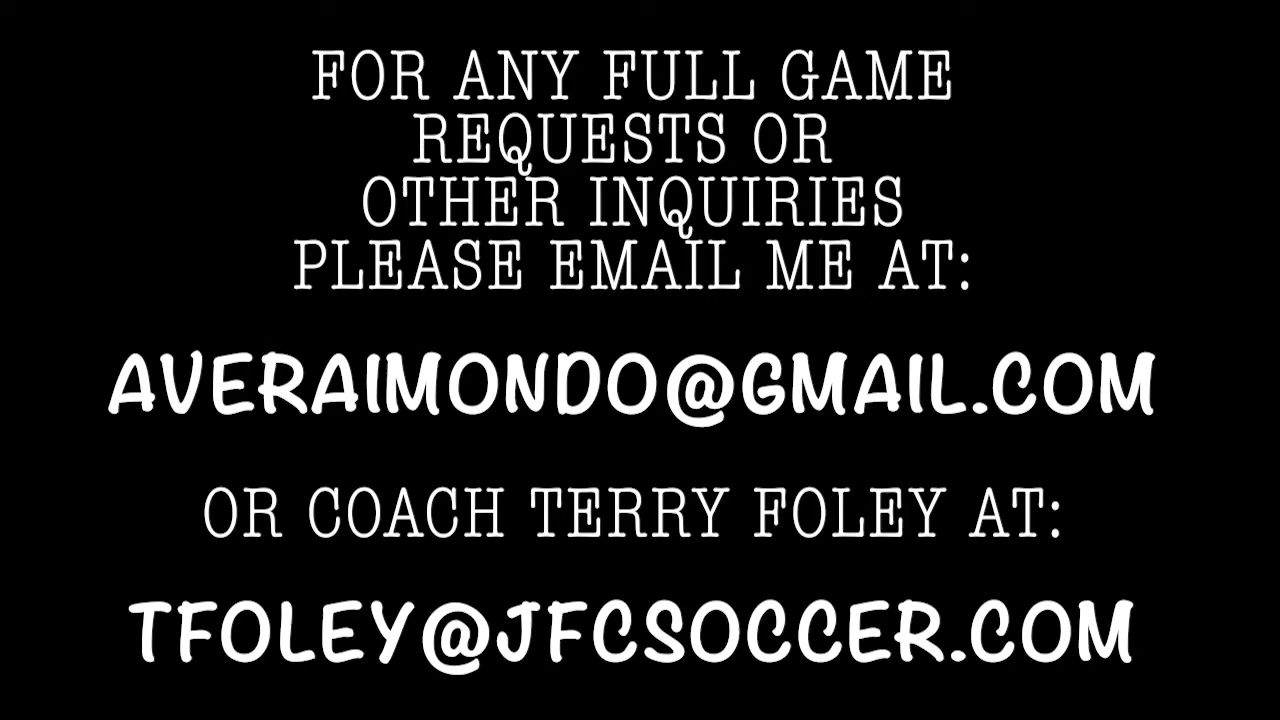 FOR ANY FULL GAME
REQUESTS OR
OTHER INQUIRIES
PLEASE EMAIL ME AT:
AVERAIMONDO@GMAIL.COM
OR COACH TERRY FOLEY AT:
TFOLEY@JFCSOCCER.COM